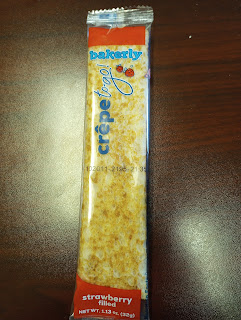 bakerly
crêpe to go!
strawberry
filled
NET WT. 1.13 oz. (32g)